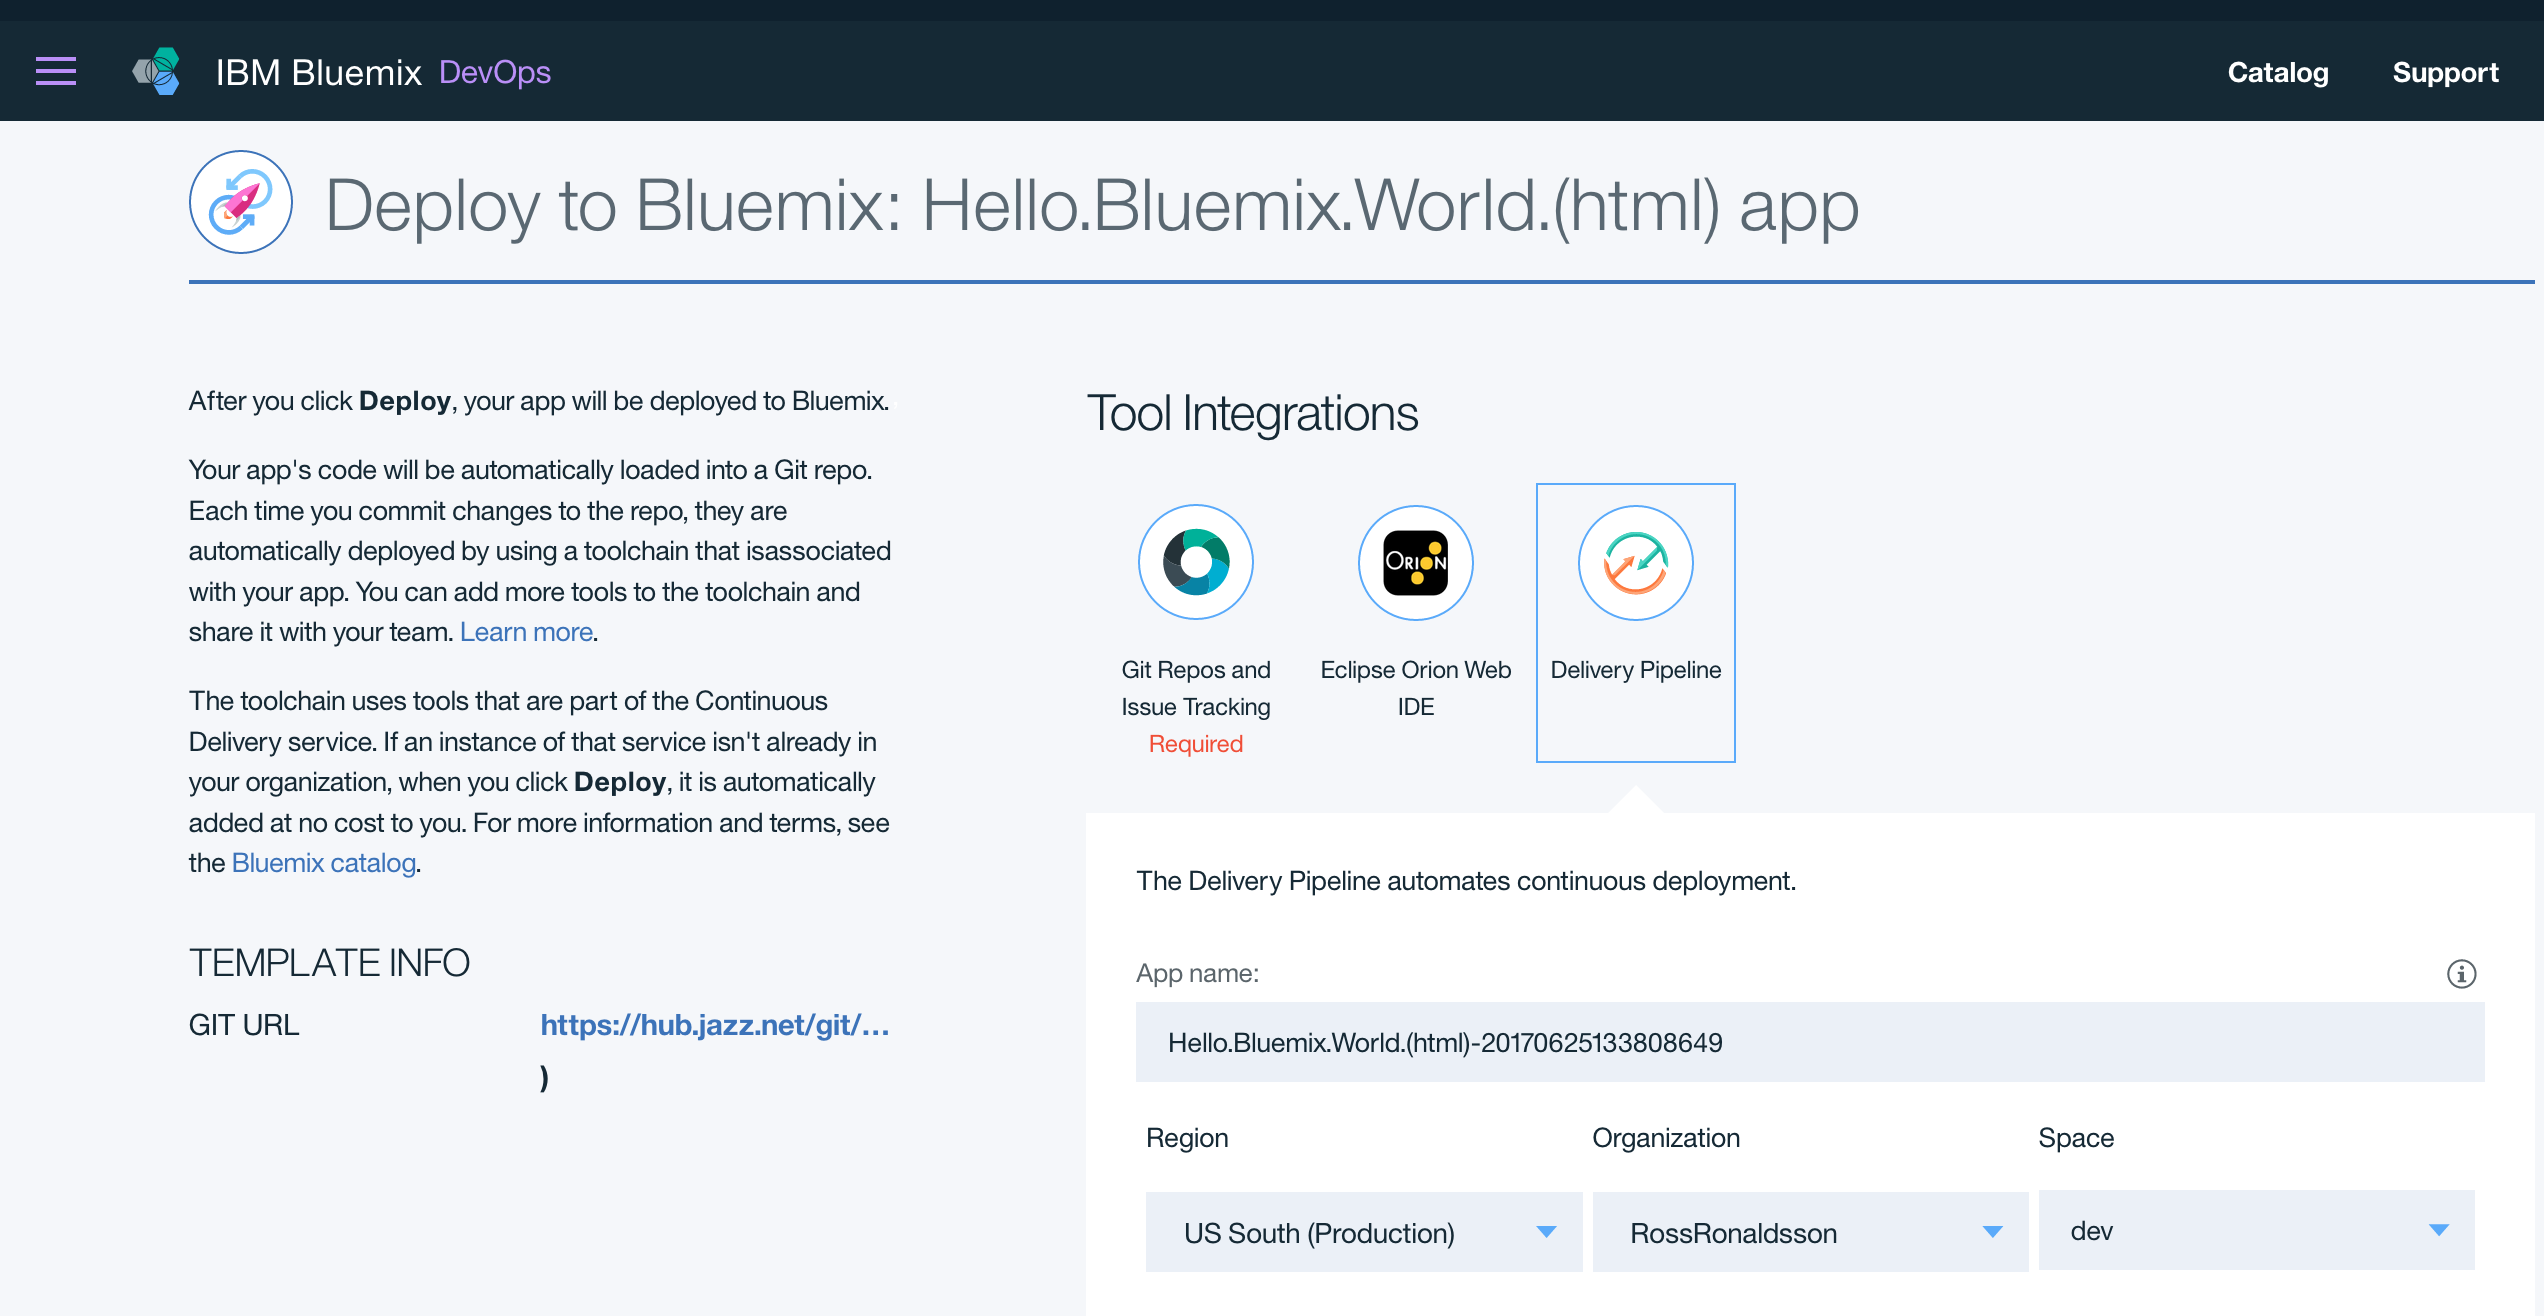 IBM Bluemix DevOps
Catalog
Support
Deploy to Bluemix: Hello.Bluemix.World.(html) app
After you click Deploy, your app will be deployed to Bluemix.
Your app's code will be automatically loaded into a Git repo.
Each time you commit changes to the repo, they are
automatically deployed by using a toolchain that isassociated
with your app. You can add more tools to the toolchain and
share it with your team. Learn more.
The toolchain uses tools that are part of the Continuous
Delivery service. If an instance of that service isn't already in
your organization, when you click Deploy, it is automatically
added at no cost to you. For more information and terms, see
the Bluemix catalog.
TEMPLATE INFO
GIT URL
https://hub.jazz.net/git/...
)
Tool Integrations
Git Repos and
Issue Tracking
Required
ORION
Eclipse Orion Web
IDE
Delivery Pipeline
The Delivery Pipeline automates continuous deployment.
App name:
Hello.Bluemix.World.(html)-20170625133808649
Region
Organization
Space
US South (Production)
RossRonaldsson
dev